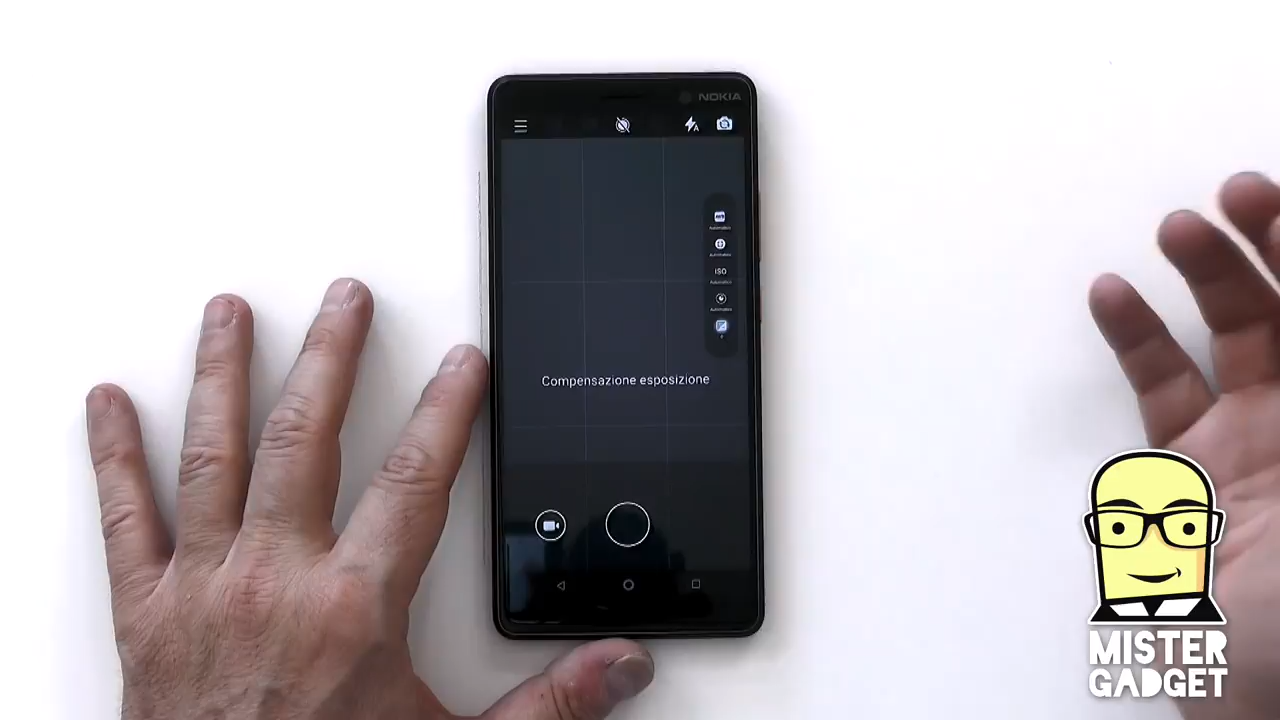 NOKIA
A
ISO
Compensazione esposizione
MISTER
GADGET